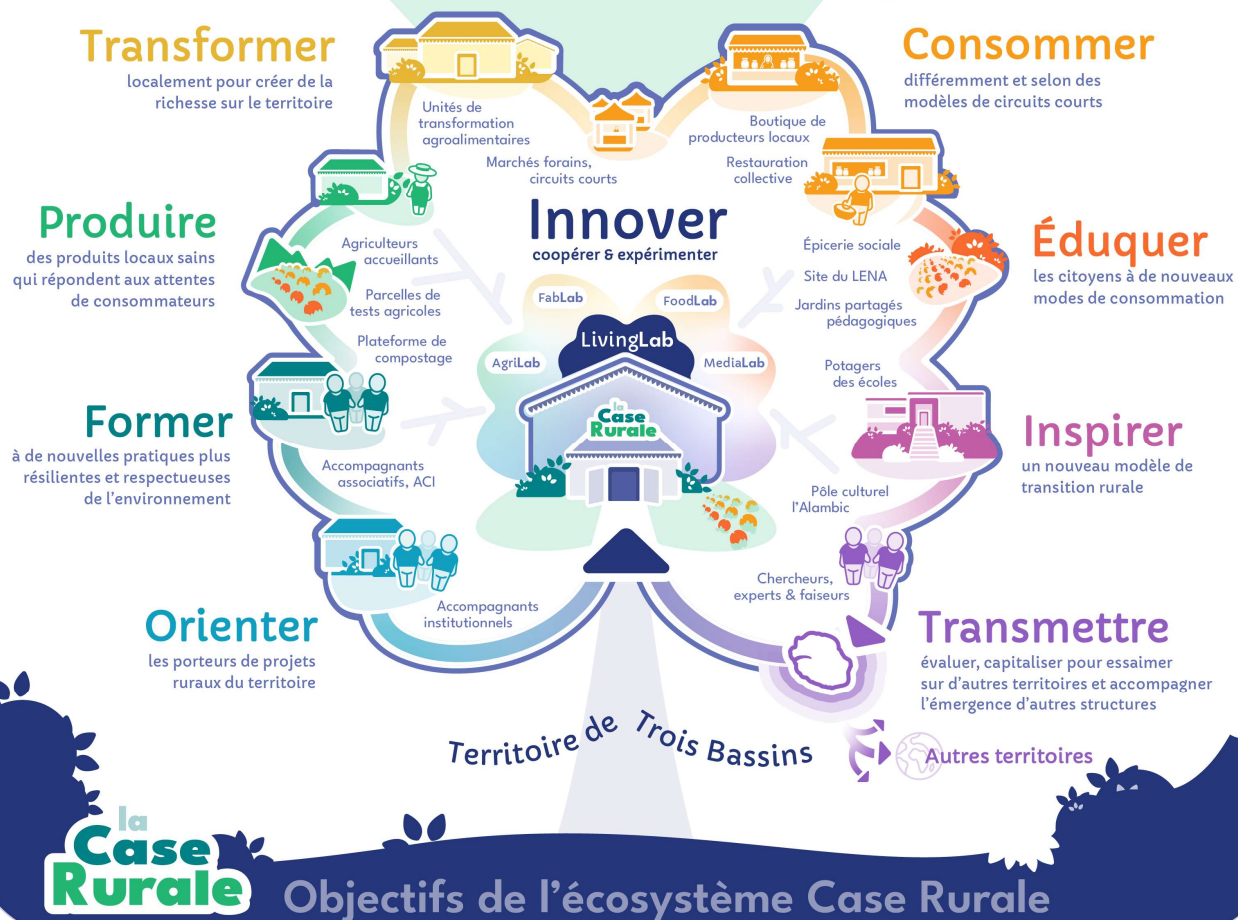 Transformer
localement pour créer de la
richesse sur le territoire
Consommer
différemment et selon des
modèles de circuits courts
Unités de
transformation
agroalimentaires
Marchés forains,
circuits courts
Boutique de
producteurs locaux
Restauration
collective
Produire
des produits locaux sains
qui répondent aux attentes
de consommateurs
Agriculteurs
accueillants
Parcelles de
tests agricoles
Plateforme de
compostage
Innover
coopérer & expérimenter
FabLab
FoodLab
LivingLab
AgriLab
MediaLab
la
Case
Rurale
Épicerie sociale
Site du LENA
Jardins partagés
pédagogiques
Potagers
des écoles
Éduquer
les citoyens à de nouveaux
modes de consommation
Former
à de nouvelles pratiques plus
résilientes et respectueuses
de l'environnement
Accompagnants
associatifs, ACI
Inspirer
un nouveau modèle de
transition rurale
Pôle culturel
l'Alambic
Chercheurs,
experts & faiseurs
Orienter
les porteurs de projets
ruraux du territoire
Accompagnants
institutionnels
Transmettre
évaluer, capitaliser pour essaimer
sur d'autres territoires et accompagner
l'émergence d'autres structures
Autres territoires
Territoire de Trois Bassins
la
Case
Rurale
Objectifs de l'écosystème Case Rurale